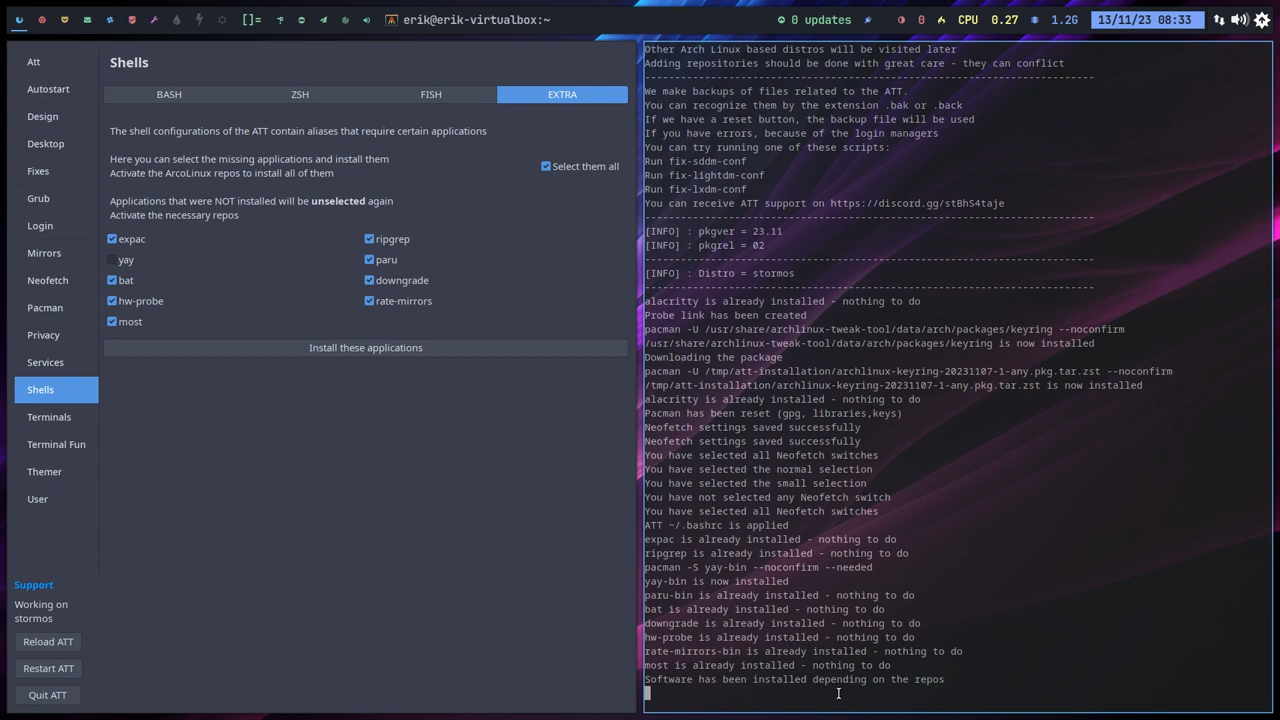 []=
erik@erik-virtualbox:~
0 updates
0
CPU 0.27
1.2G
13/11/23 08:33
Att
Autostart
Design
Desktop
Fixes
Grub
Login
Mirrors
Neofetch
Pacman
Privacy
Services
Shells
Terminals
Terminal Fun
Themer
User
Support
Working on
stormos
Reload ATT
Restart ATT
Quit ATT
Shells
BASH
ZSH
FISH
EXTRA
The shell configurations of the ATT contain aliases that require certain applications
Here you can select the missing applications and install them
Activate the ArcoLinux repos to install all of them
Select them all
Applications that were NOT installed will be unselected again
Activate the necessary repos
expac
ripgrep
yay
paru
bat
downgrade
hw-probe
rate-mirrors
most
Install these applications
Other Arch Linux based distros will be visited later
Adding repositories should be done with great care - they can conflict
---------------------------------------------------------------------------
We make backups of files related to the ATT.
You can recognize them by the extension .bak or .back
If we have a reset button, the backup file will be used
If you have errors, because of the login managers
You can try running one of these scripts:
Run fix-sddm-conf
Run fix-lightdm-conf
Run fix-lxdm-conf
You can receive ATT support on https://discord.gg/stBhS4taje
---------------------------------------------------------------------------
[INFO] : pkgver = 23.11
[INFO] : pkgrel = 02
---------------------------------------------------------------------------
[INFO] : Distro = stormos
---------------------------------------------------------------------------
alacritty is already installed - nothing to do
Probe link has been created
pacman -U /usr/share/archlinux-tweak-tool/data/arch/packages/keyring --noconfirm
/usr/share/archlinux-tweak-tool/data/arch/packages/keyring is now installed
Downloading the package
pacman -U /tmp/att-installation/archlinux-keyring-20231107-1-any.pkg.tar.zst --noconfirm
/tmp/att-installation/archlinux-keyring-20231107-1-any.pkg.tar.zst is now installed
alacritty is already installed - nothing to do
Pacman has been reset (gpg, libraries,keys)
Neofetch settings saved successfully
Neofetch settings saved successfully
You have selected all Neofetch switches
You have selected the normal selection
You have selected the small selection
You have not selected any Neofetch switch
You have selected all Neofetch switches
ATT ~/.bashrc is applied
expac is already installed - nothing to do
ripgrep is already installed - nothing to do
pacman -S yay-bin --noconfirm --needed
yay-bin is now installed
paru-bin is already installed - nothing to do
bat is already installed - nothing to do
downgrade is already installed - nothing to do
hw-probe is already installed - nothing to do
rate-mirrors-bin is already installed - nothing to do
most is already installed - nothing to do
Software has been installed depending on the repos